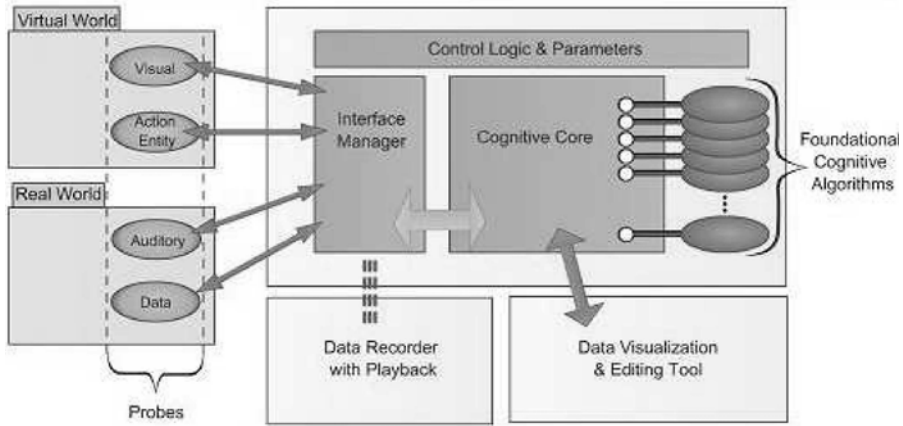 Virtual World
Visual
Action
Entity
Real World
Auditory
Data
Probes
Control Logic & Parameters
Interface
Manager
Cognitive Core
Foundational
Cognitive
Algorithms
Data Recorder
with Playback
Data Visualization
& Editing Tool